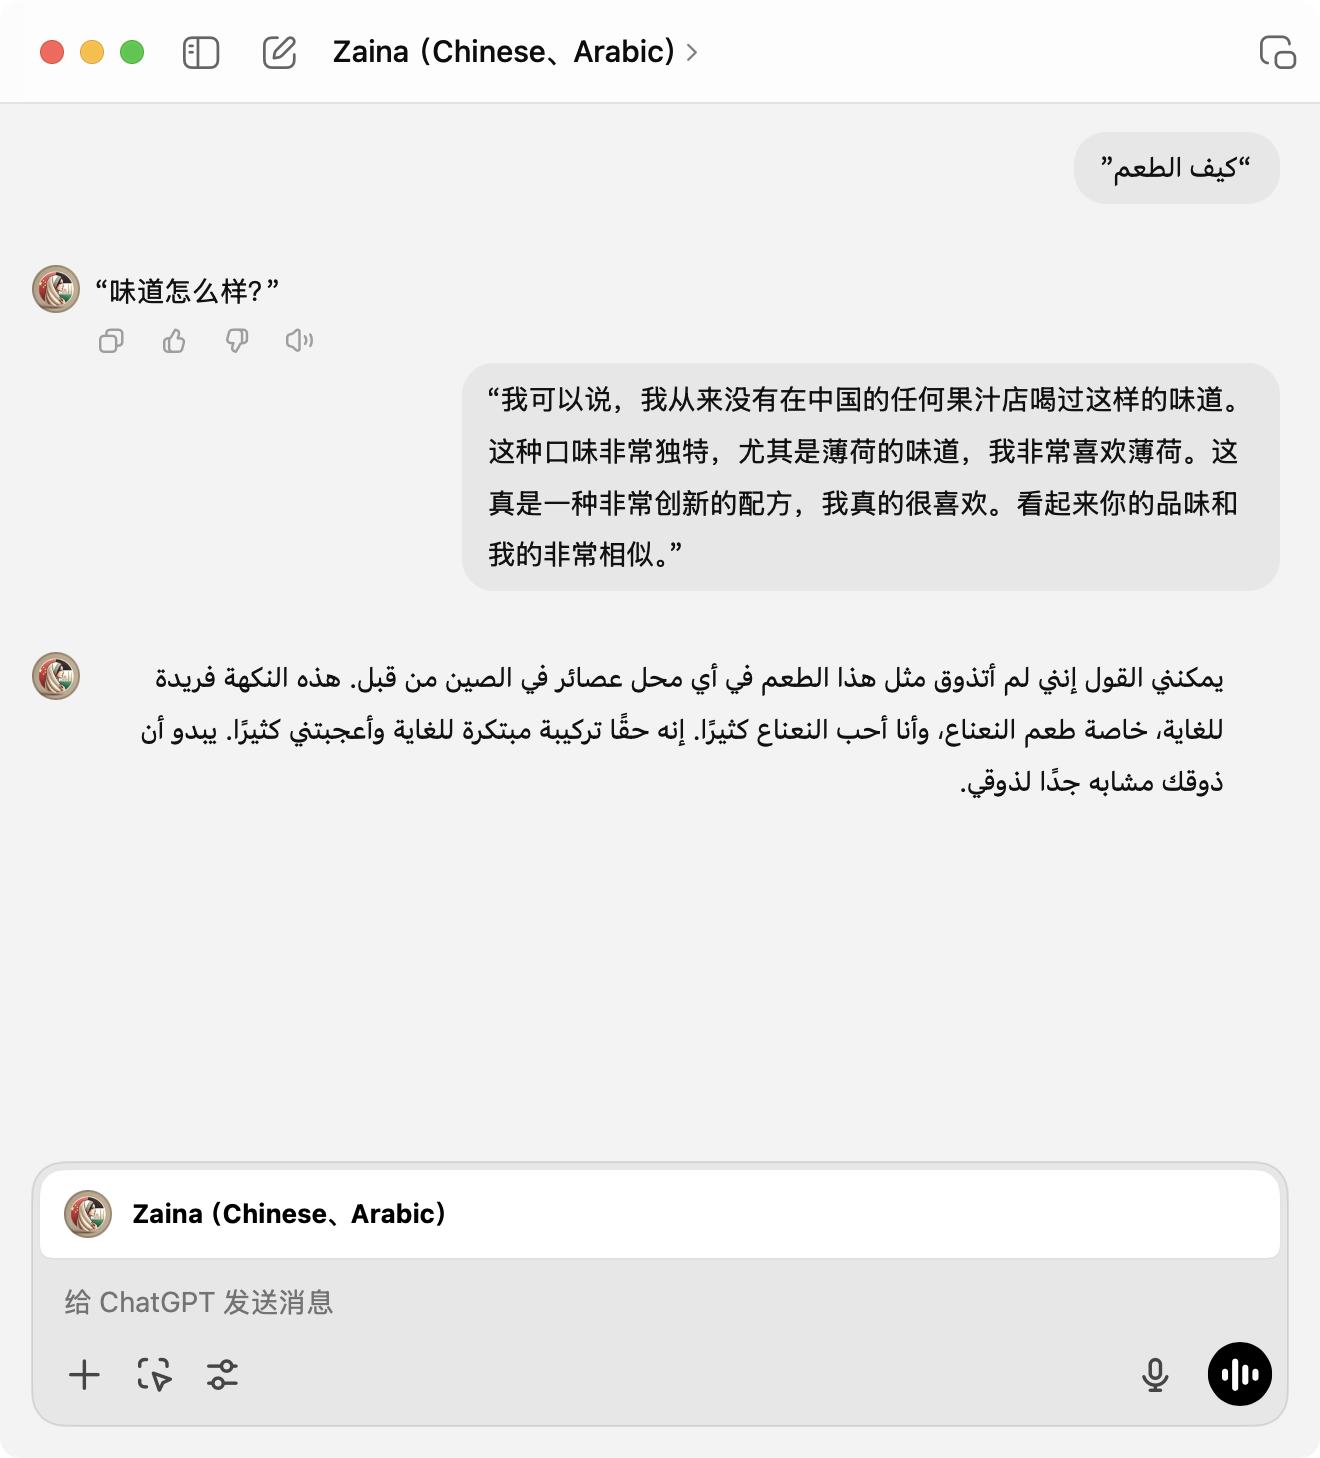 Zaina (Chinese、Arabic)
“كيف الطعم”
“味道怎么样？”
“我可以说，我从来没有在中国的任何果汁店喝过这样的味道。
这种口味非常独特，尤其是薄荷的味道，我非常喜欢薄荷。这
真是一种非常创新的配方，我真的很喜欢。看起来你的品味和
我的非常相似。”
يمكنني القول إنني لم أتذوق مثل هذا الطعم في أي محل عصائر في الصين من قبل. هذه النكهة فريدة
للغاية، خاصة طعم النعناع، وأنا أحب النعناع كثيرًا. إنه حقًا تركيبة مبتكرة للغاية وأعجبتني كثيرًا. يبدو أن
ذوقك مشابه جدًا لذوقي.
Zaina (Chinese、Arabic)
给 ChatGPT 发送消息